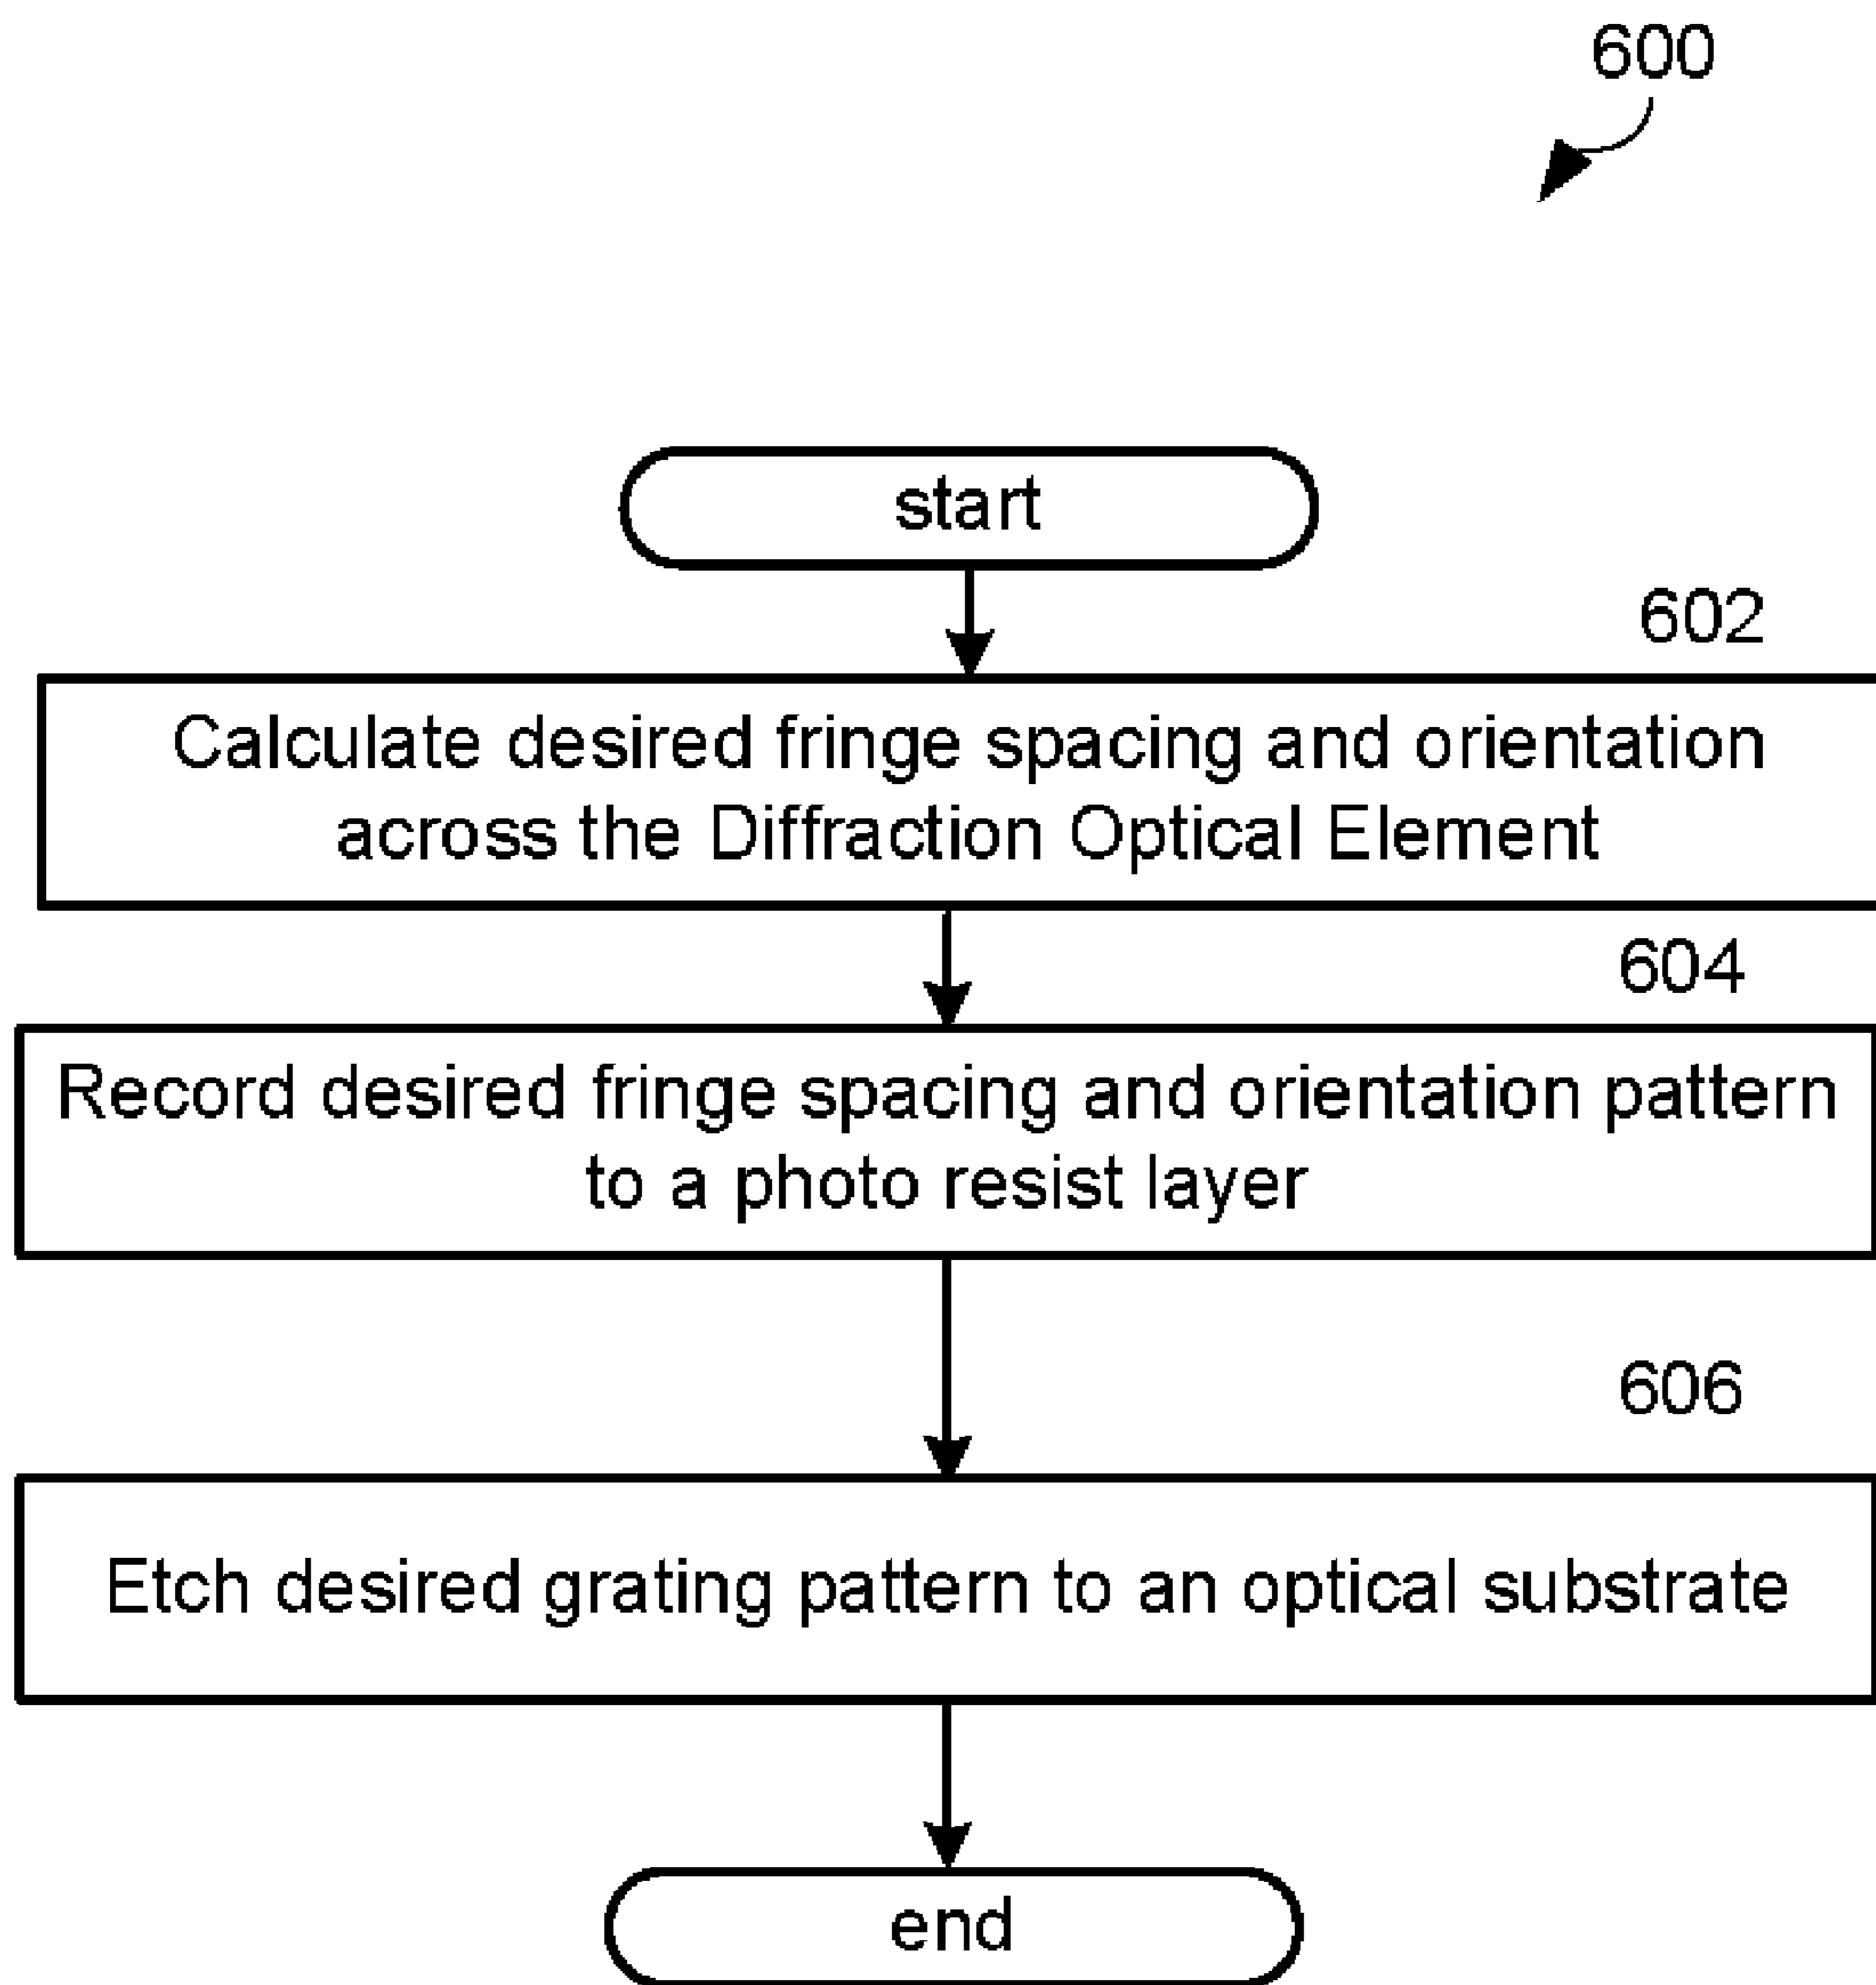 600
start
602
Calculate desired fringe spacing and orientation
across the Diffraction Optical Element
604
Record desired fringe spacing and orientation pattern
to a photo resist layer
606
Etch desired grating pattern to an optical substrate
end